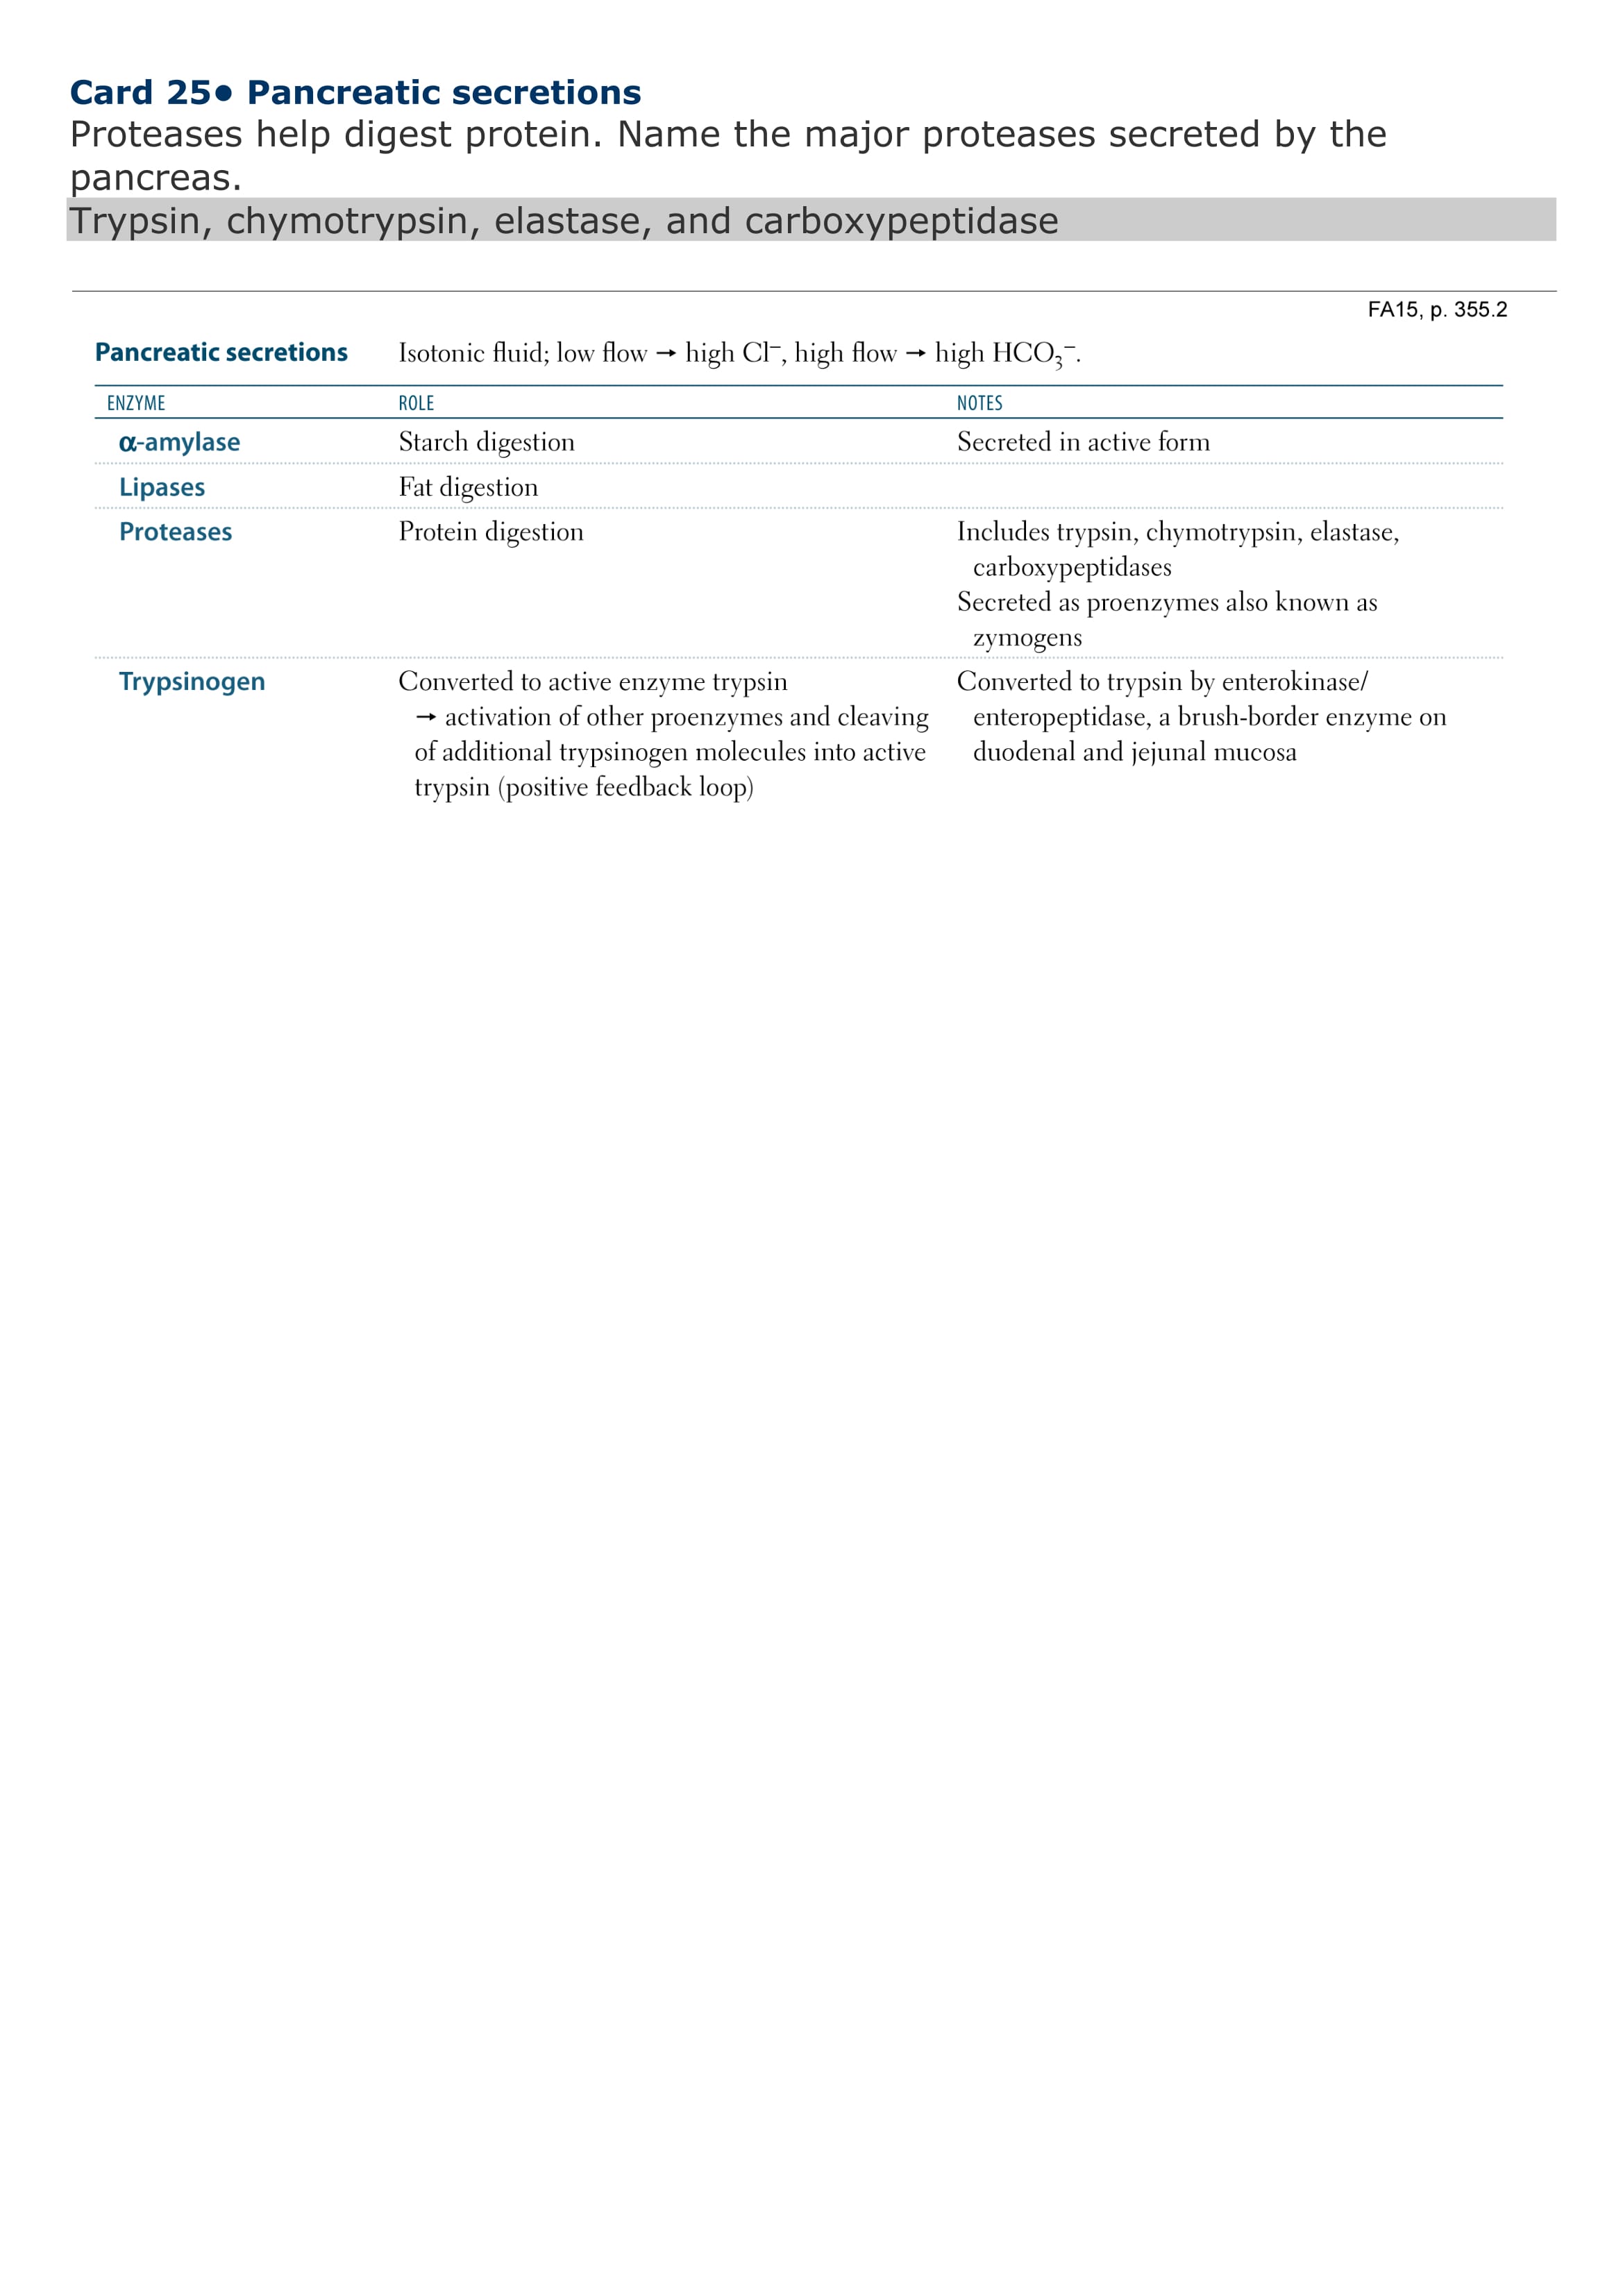 Card 25• Pancreatic secretions
Proteases help digest protein. Name the major proteases secreted by the
pancreas.
Trypsin, chymotrypsin, elastase, and carboxypeptidase
FA15, p. 355.2
Pancreatic secretions Isotonic fluid; low flow → high Cl⁻, high flow → high HCO₃⁻.
ENZYME ROLE NOTES
α-amylase Starch digestion Secreted in active form
Lipases Fat digestion
Proteases Protein digestion Includes trypsin, chymotrypsin, elastase,
carboxypeptidases
Secreted as proenzymes also known as
zymogens
Trypsinogen Converted to active enzyme trypsin Converted to trypsin by enterokinase/
→ activation of other proenzymes and cleaving enteropeptidase, a brush-border enzyme on
of additional trypsinogen molecules into active duodenal and jejunal mucosa
trypsin (positive feedback loop)